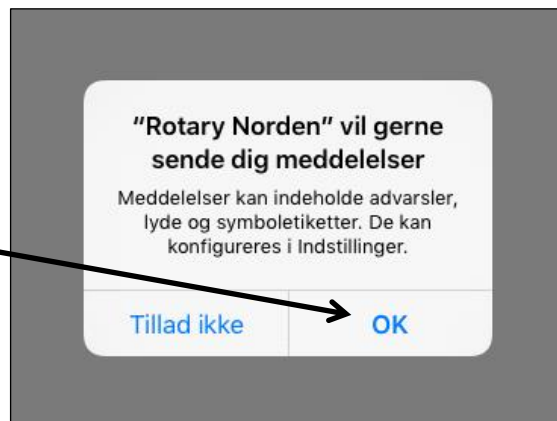 "Rotary Norden" vil gerne
sende dig meddelelser
Meddelelser kan indeholde advarsler,
lyde og symboletiketter. De kan
konfigureres i Indstillinger.
Tillad ikke
OK